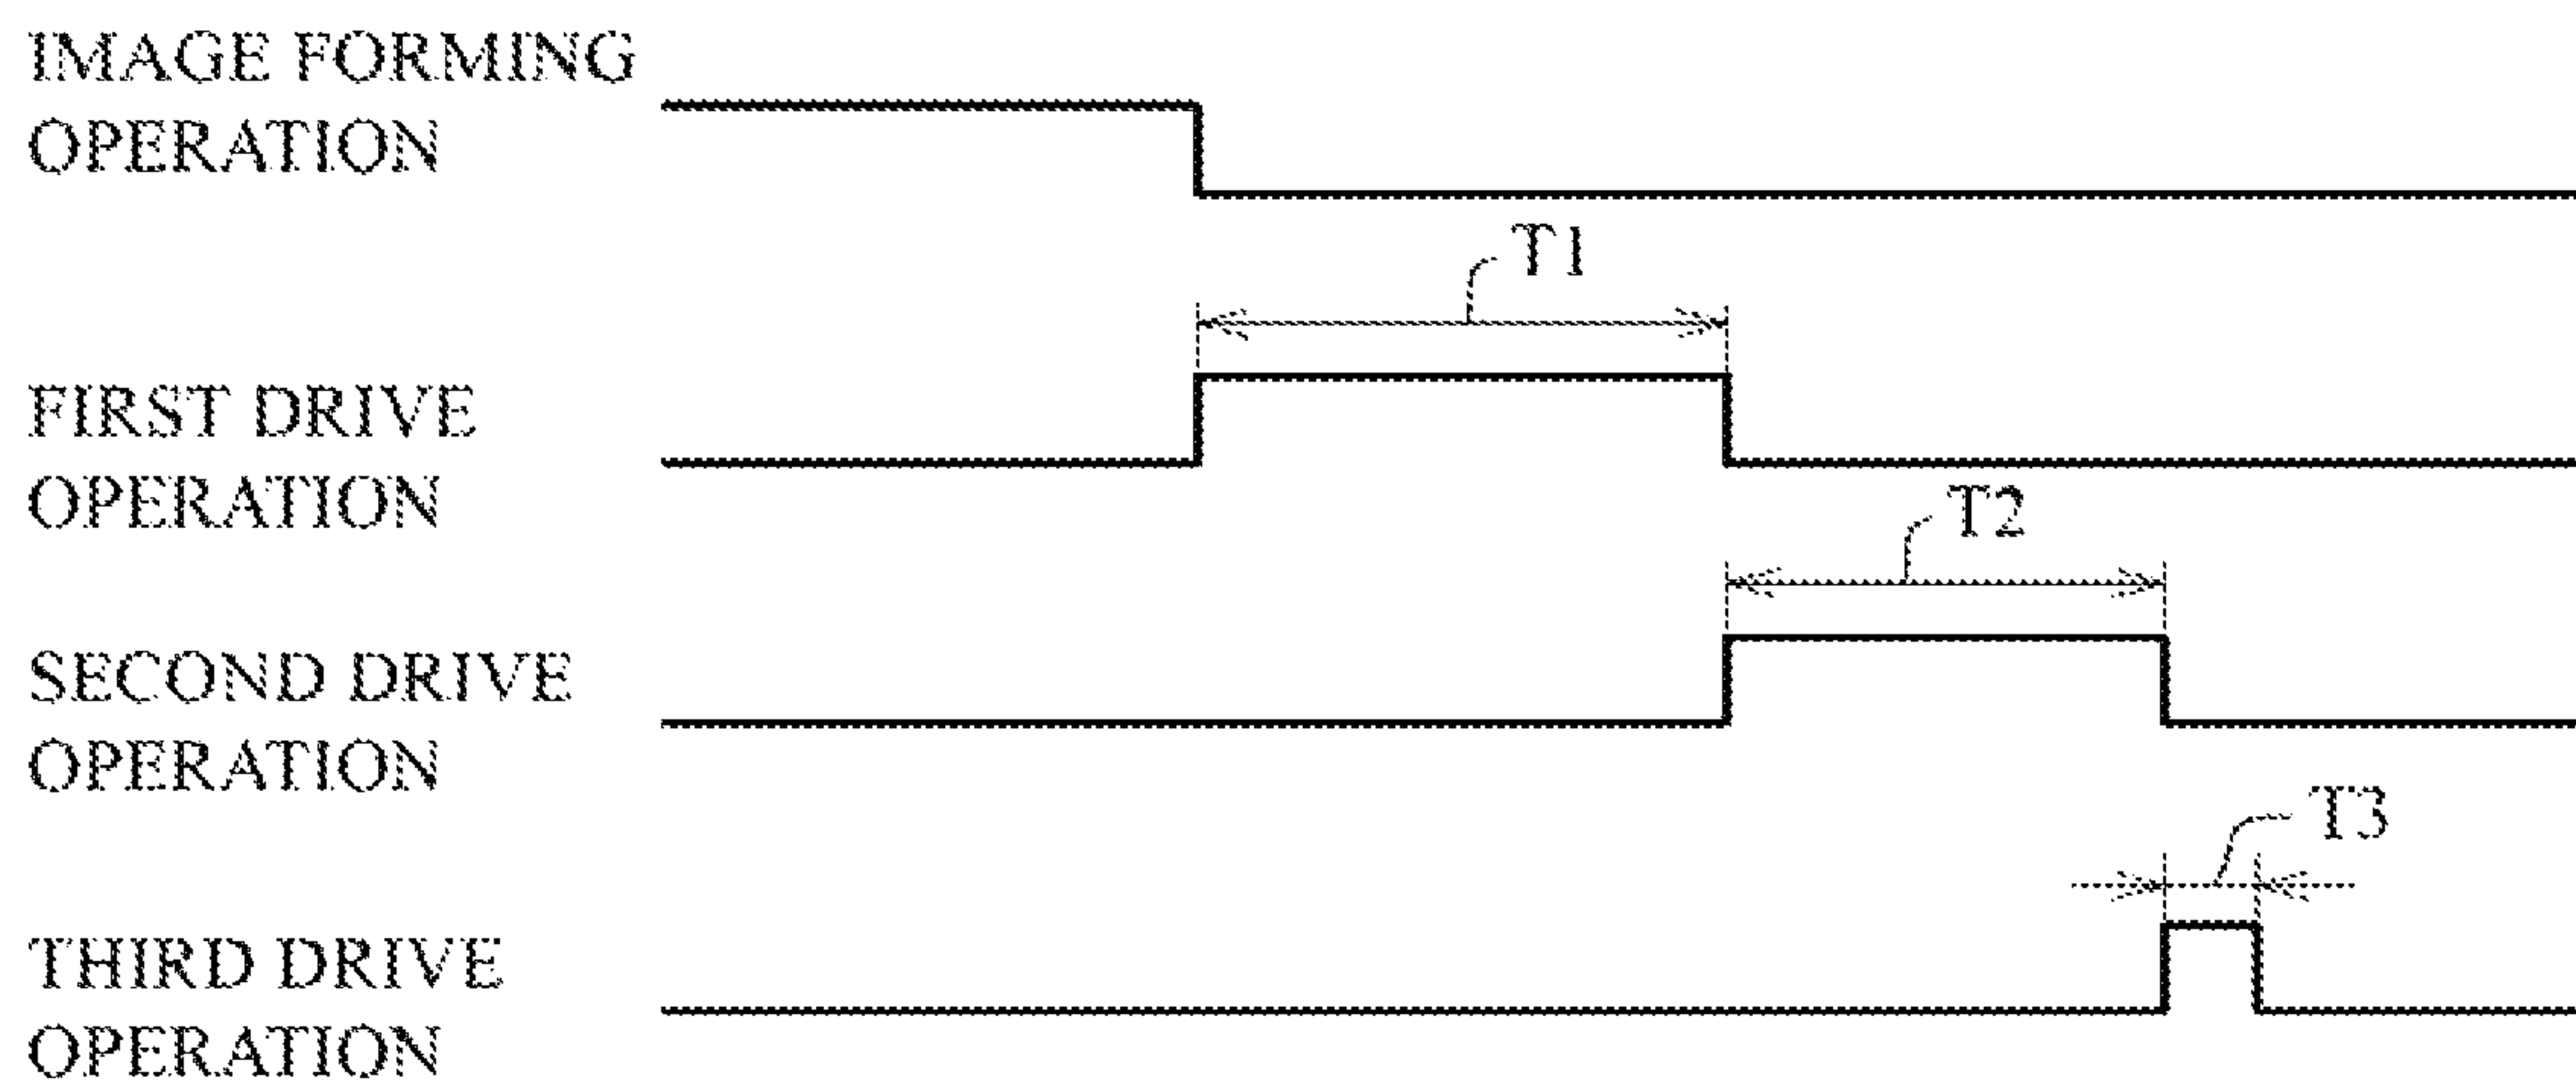 IMAGE FORMING
OPERATION
T1
FIRST DRIVE
OPERATION
T2
SECOND DRIVE
OPERATION
T3
THIRD DRIVE
OPERATION